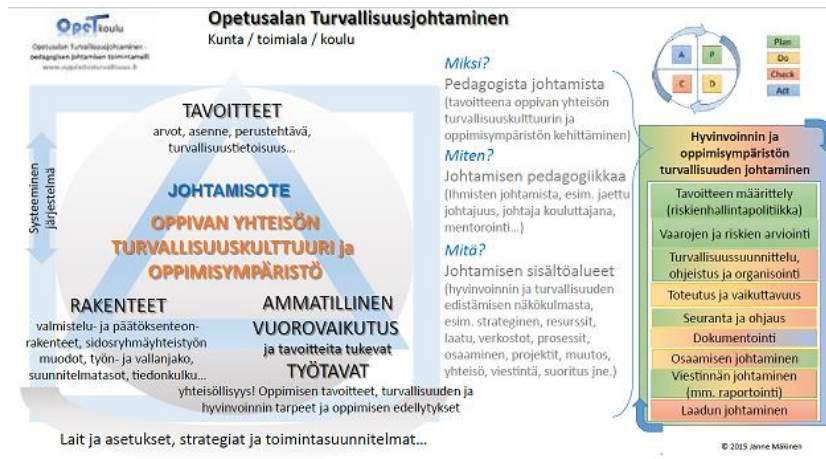 OpeTkoulu
Opetusalan Turvallisuusjohtaminen -
pedagogisen johtamisen toimintamalli
www.oppilaitosturvallisuus.fi
Opetusalan Turvallisuusjohtaminen
Kunta / toimiala / koulu
Systeeminen
järjestelmä
TAVOITTEET
arvot, asenne, perustehtävä,
turvallisuustietoisuus...
JOHTAMISOTE
OPPIVAN YHTEISÖN
TURVALLISUUSKULTTUURI ja
OPPIMISYMPÄRISTÖ
RAKENTEET
valmistelu- ja päätöksenteon-
rakenteet, sidosryhmäyhteistyön
muodot, työn- ja vallanjako,
suunnitelmatasot, tiedonkulku...
AMMATILLINEN
VUOROVAIKUTUS
ja tavoitteita tukevat
TYÖTAVAT
yhteisöllisyys! Oppimisen tavoitteet, turvallisuuden ja
hyvinvoinnin tarpeet ja oppimisen edellytykset
Lait ja asetukset, strategiat ja toimintasuunnitelmat...
Miksi?
Pedagogista johtamista
(tavoitteena oppivan yhteisön
turvallisuuskulttuurin ja
oppimisympäristön kehittäminen)
Miten?
Johtamisen pedagogiikkaa
(Ihmisten johtamista, esim. jaettu
johtajuus, johtaja kouluttajana,
mentorointi...)
Mitä?
Johtamisen sisältöalueet
(hyvinvoinnin ja turvallisuuden
edistämisen näkökulmasta,
esim. strateginen, resurssit,
laatu, verkostot, prosessit,
osaaminen, projektit, muutos,
yhteisö, viestintä, suoritus jne.)
A P
C D
Plan
Do
Check
Act
Hyvinvoinnin ja
oppimisympäristön
turvallisuuden johtaminen
Tavoitteen määrittely
(riskienhallintapolitiikka)
Vaarojen ja riskien arviointi
Turvallisuussuunnittelu,
ohjeistus ja organisointi
Toteutus ja vaikuttavuus
Seuranta ja ohjaus
Dokumentointi
Osaamisen johtaminen
Viestinnän johtaminen
(mm. raportointi)
Laadun johtaminen
© 2015 Janne Mäkinen